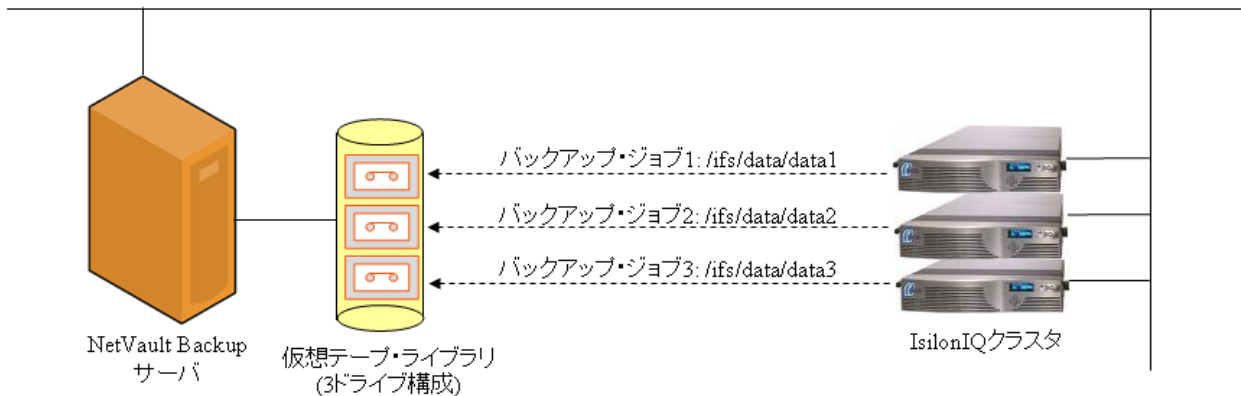 バックアップ・ジョブ1: /ifs/data/data1
バックアップ・ジョブ2: /ifs/data/data2
バックアップ・ジョブ3: /ifs/data/data3
NetVault Backup
サーバ
仮想テープ・ライブラリ
(3ドライブ構成)
IsilonIQクラスタ